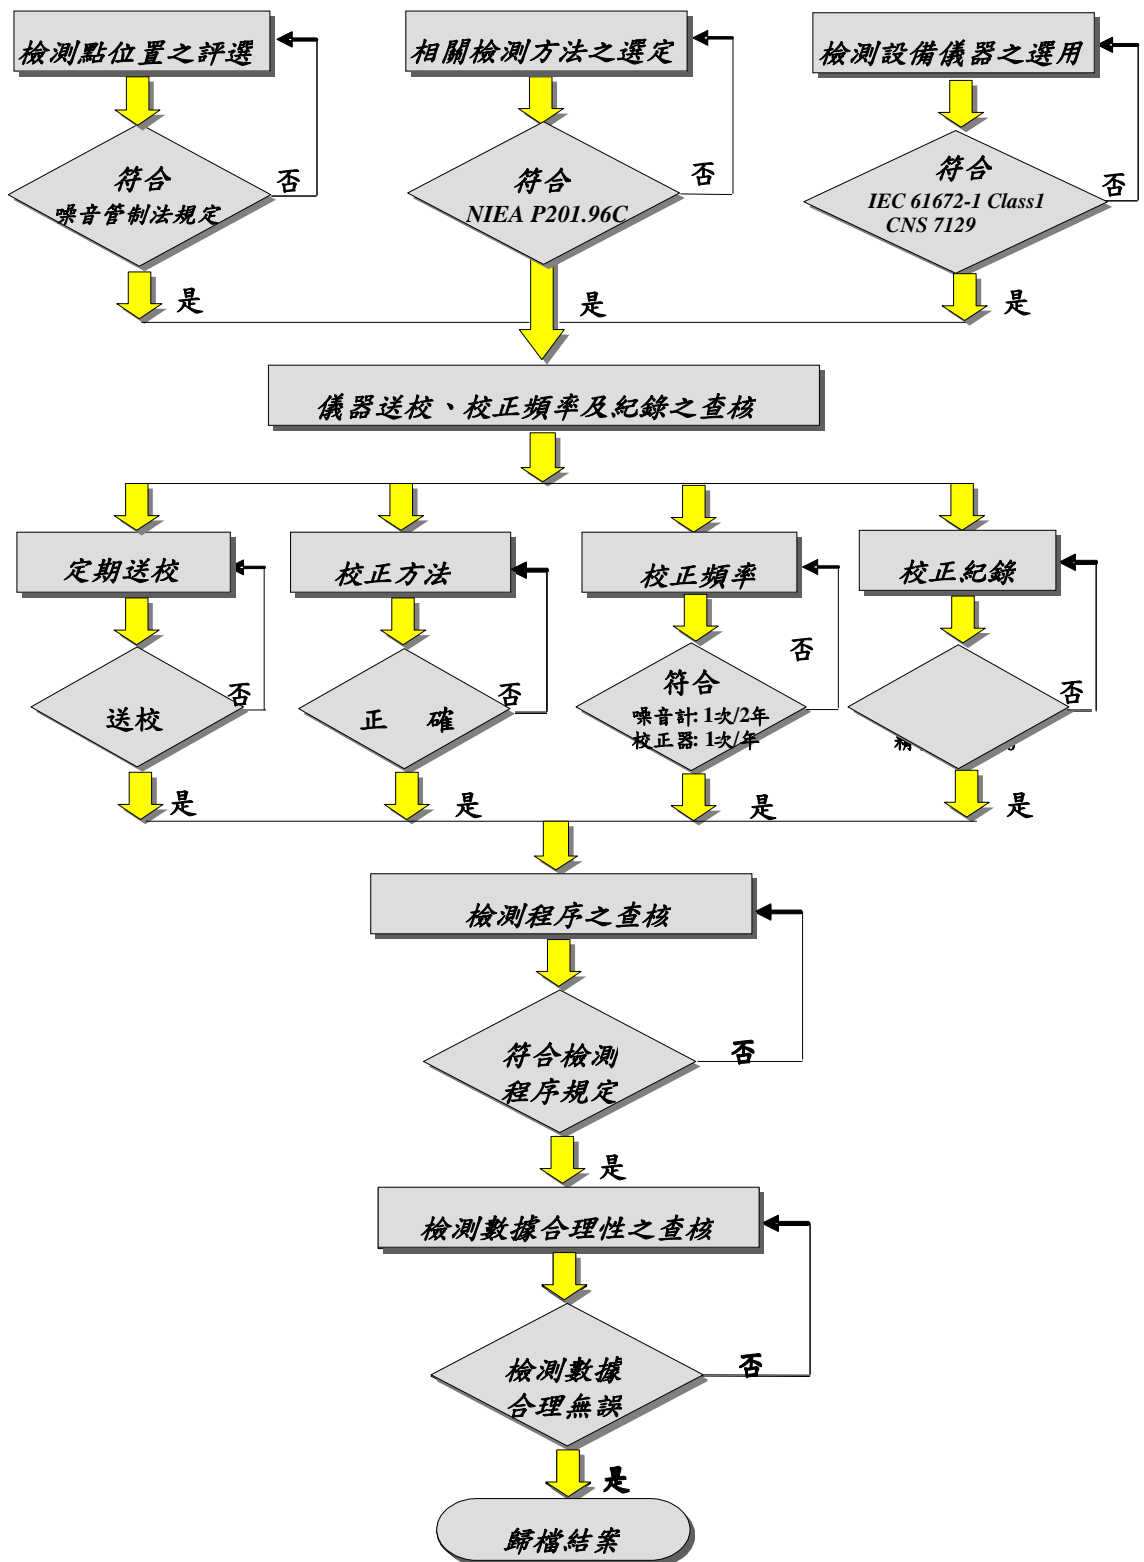 檢測點位置之評選
相關檢測方法之選定
檢測設備儀器之選用
符合
噪音管制法規定
否
符合
NIEA P201.96C
否
符合
IEC 61672-1 Class1
CNS 7129
否
是
是
是
儀器送校、校正頻率及紀錄之查核
定期送校
校正方法
校正頻率
校正紀錄
送校
否
正 確
否
符合
噪音計: 1次/2年
校正器: 1次/年
否
否
是
是
是
是
檢測程序之查核
符合檢測
程序規定
否
是
檢測數據合理性之查核
檢測數據
合理無誤
否
是
歸檔結案